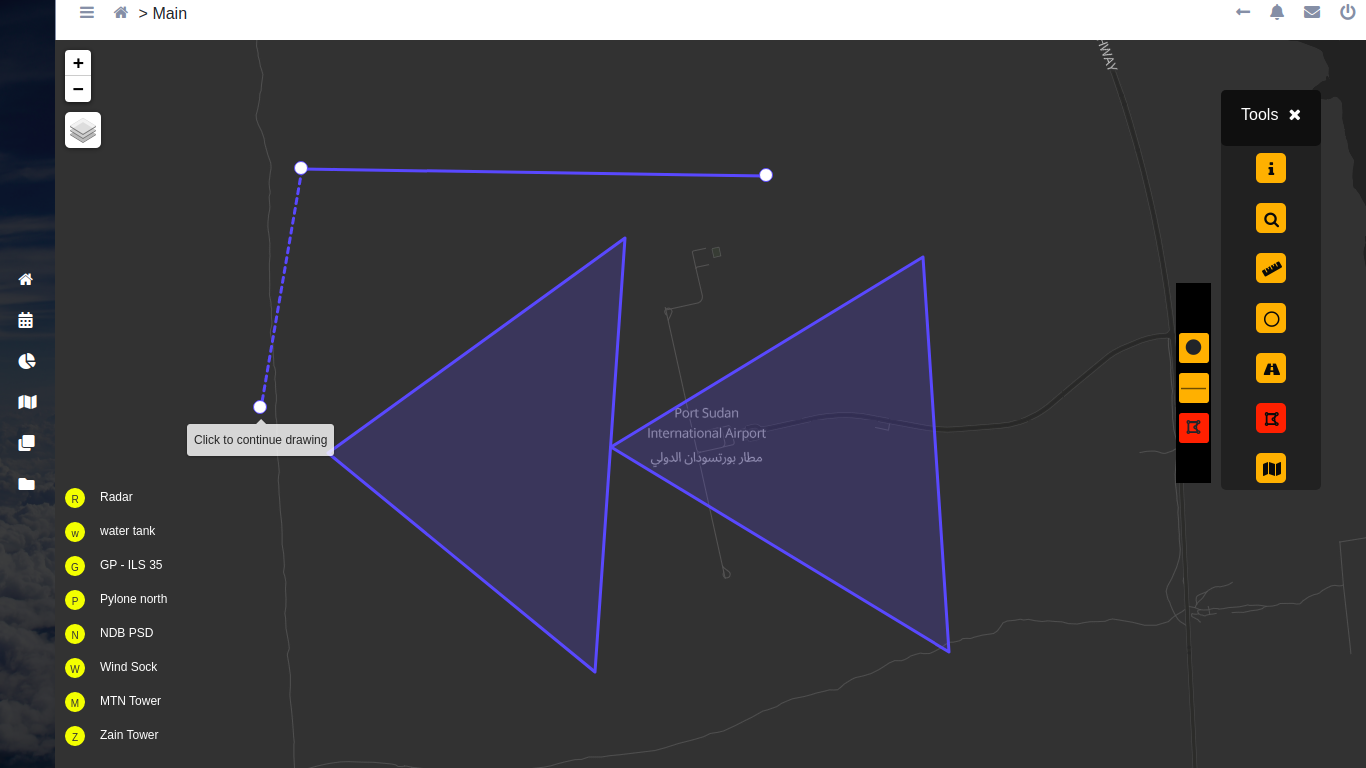 > Main
+
−
HWAY
Tools
Port Sudan
International Airport
مطار بورتسودان الدولي
Click to continue drawing
R Radar
w water tank
G GP - ILS 35
P Pylone north
N NDB PSD
W Wind Sock
M MTN Tower
Z Zain Tower